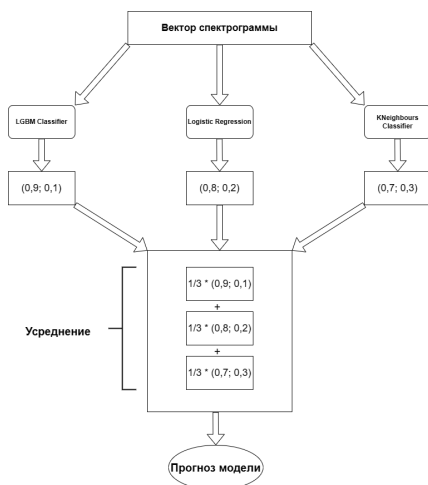 Вектор спектрограммы
LGBM Classifier
Logistic Regression
KNeighbours
Classifier
(0,9; 0,1)
(0,8; 0,2)
(0,7; 0,3)
Усреднение
1/3 * (0,9; 0,1)
+
1/3 * (0,8; 0,2)
+
1/3 * (0,7; 0,3)
Прогноз модели